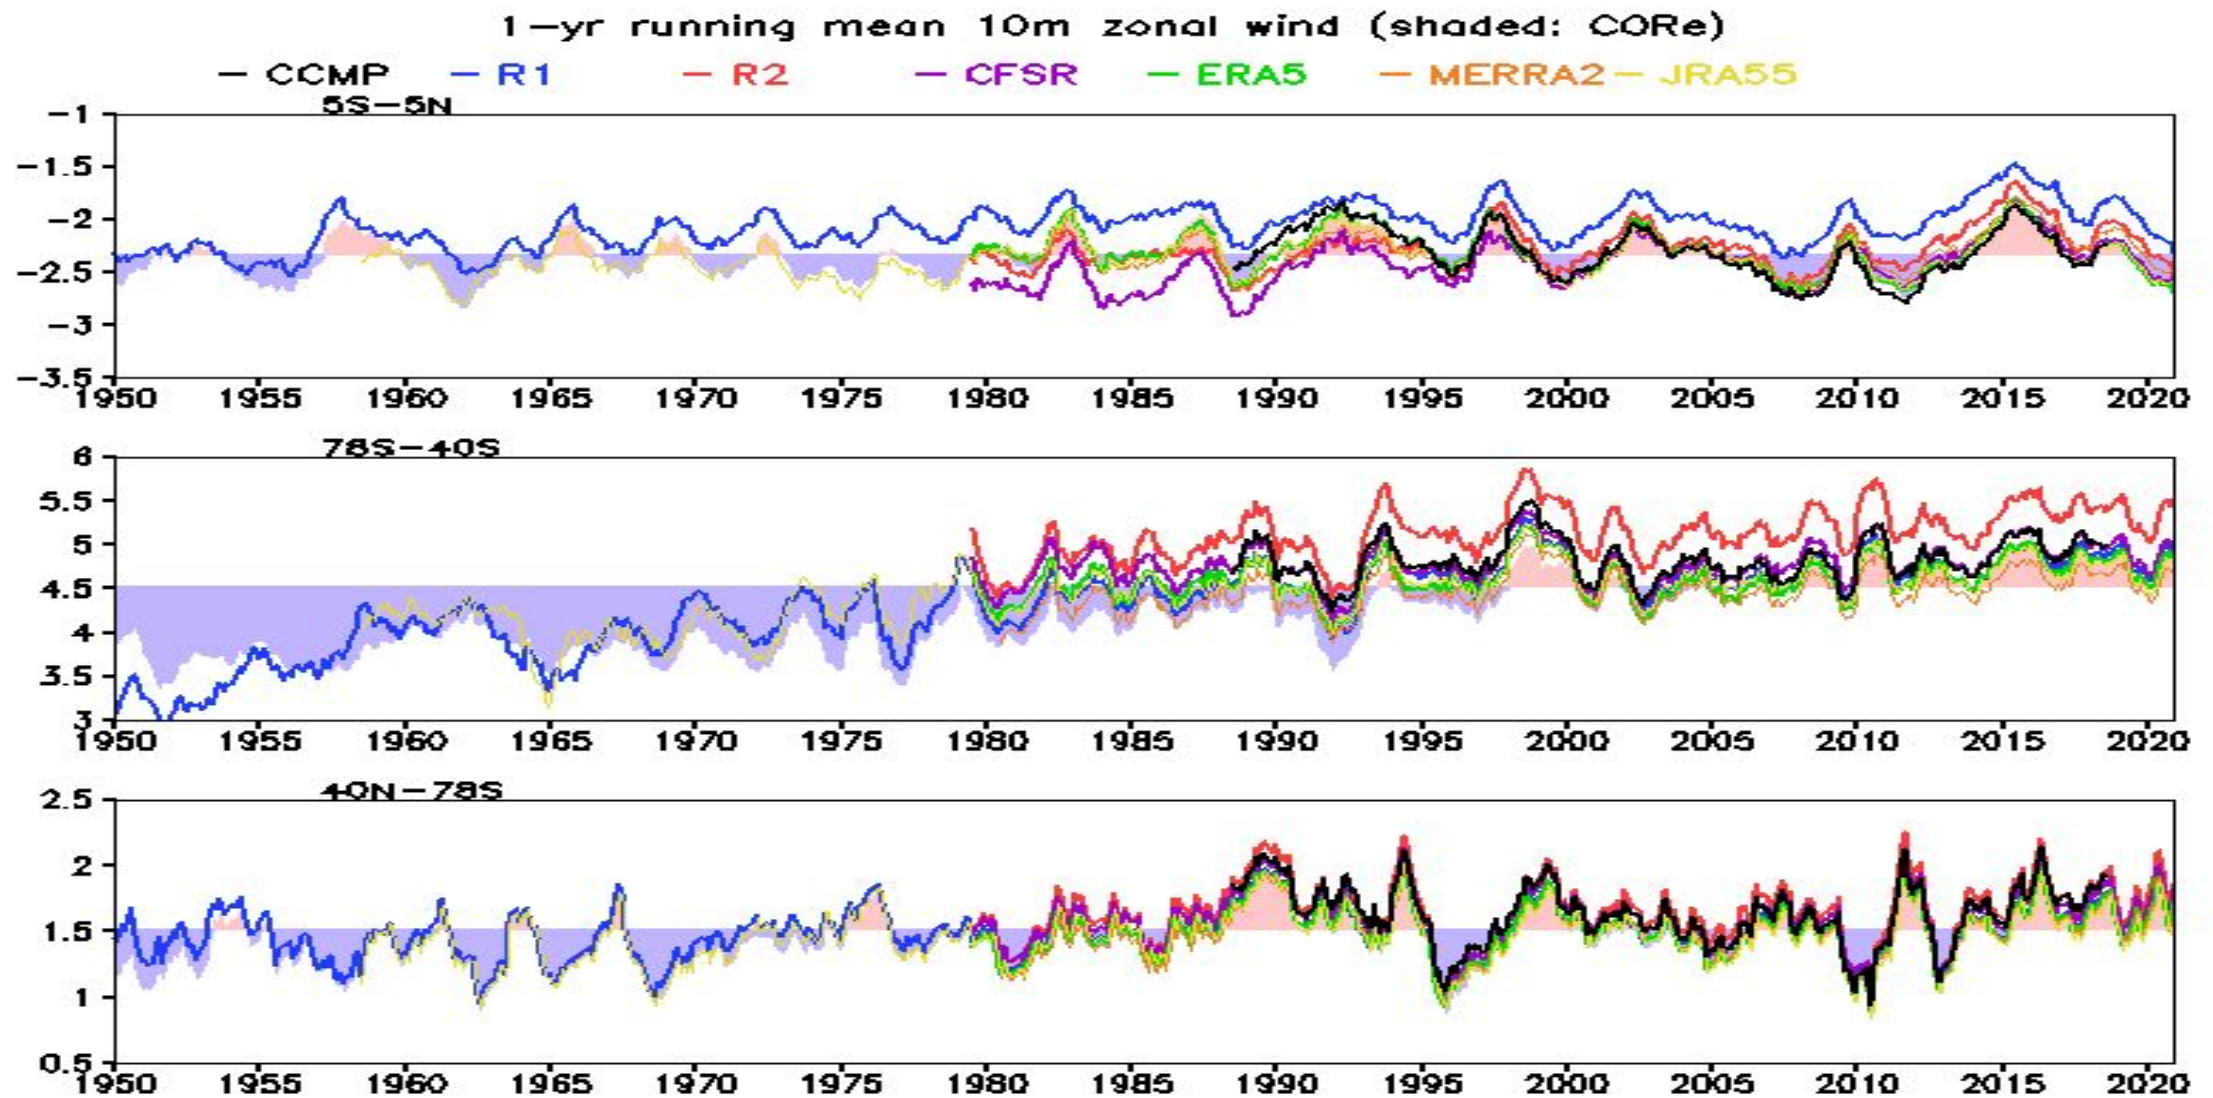 1-yr running mean 10m zonal wind (shaded: CORe)
— CCMP — R1 — R2 — CFSR — ERA5 — MERRA2 — JRA55
5S-5N
-1
-1.5
-2
-2.5
-3
-3.5
1950 1955 1960 1965 1970 1975 1980 1985 1990 1995 2000 2005 2010 2015 2020
78S-40S
6
5.5
5
4.5
4
3.5
3
1950 1955 1960 1965 1970 1975 1980 1985 1990 1995 2000 2005 2010 2015 2020
40N-78S
2.5
2
1.5
1
0.5
1950 1955 1960 1965 1970 1975 1980 1985 1990 1995 2000 2005 2010 2015 2020